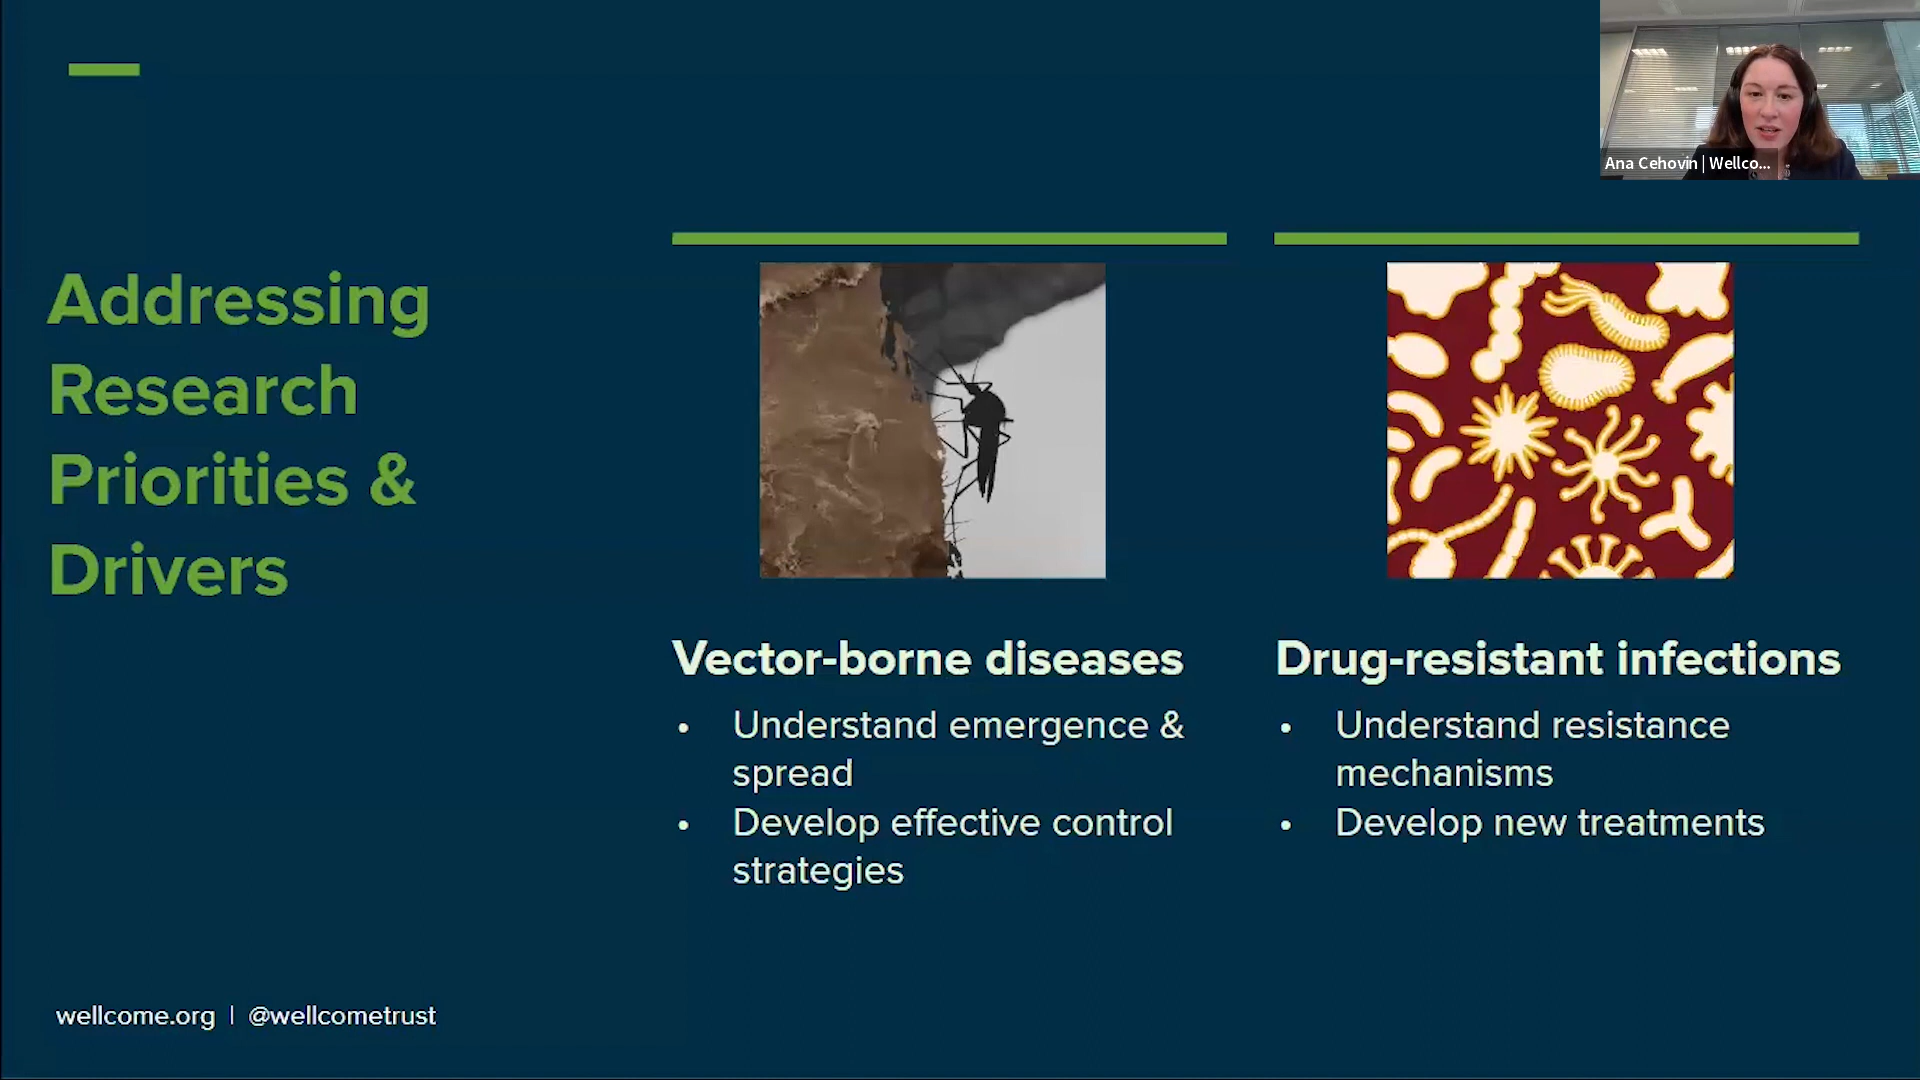 Ana Cehovin | Wellco...
Addressing
Research
Priorities &
Drivers
Vector-borne diseases
• Understand emergence &
spread
• Develop effective control
strategies
Drug-resistant infections
• Understand resistance
mechanisms
• Develop new treatments
wellcome.org | @wellcometrust